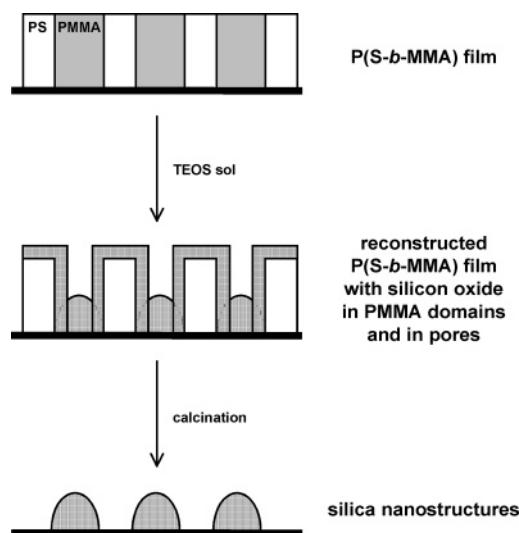 PS PMMA
P(S-b-MMA) film
TEOS sol
reconstructed
P(S-b-MMA) film
with silicon oxide
in PMMA domains
and in pores
calcination
silica nanostructures